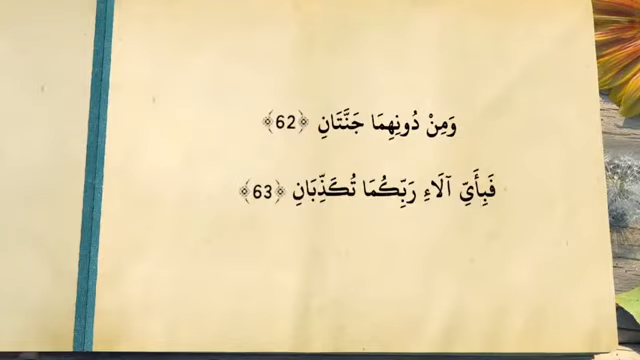 وَمِنْ دُونِهِمَا جَنَّتَانِ ﴿62﴾
فَبِأَيِّ آلَاءِ رَبِّكُمَا تُكَذِّبَانِ ﴿63﴾